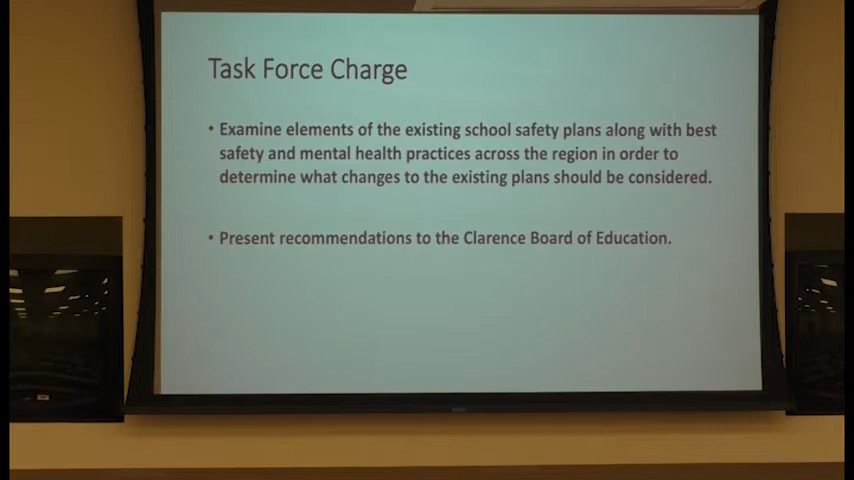 Task Force Charge
• Examine elements of the existing school safety plans along with best
safety and mental health practices across the region in order to
determine what changes to the existing plans should be considered.
• Present recommendations to the Clarence Board of Education.